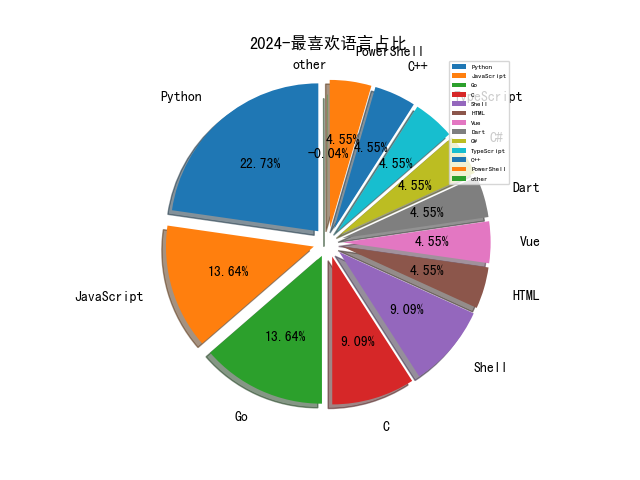 2024-最喜欢语言占比
PowerShell
other
C++
Python
TypeScript
C#
Dart
Vue
HTML
Shell
C
Go
JavaScript
22.73%
13.64%
13.64%
9.09%
9.09%
4.55%
4.55%
4.55%
4.55%
4.55%
4.55%
4.55%
-0.04%
Python
JavaScript
Go
C
Shell
HTML
Vue
Dart
C#
TypeScript
C++
PowerShell
other